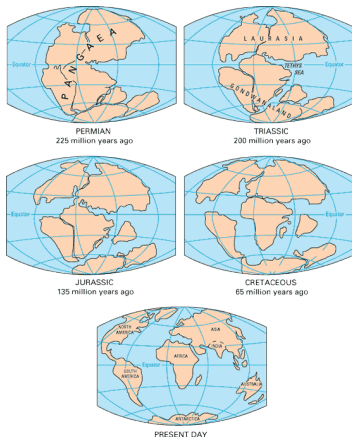 Equator
PANGAEA
PERMIAN
225 million years ago
LAURASIA
Equator
TETHYS
SEA
GONDWANALAND
TRIASSIC
200 million years ago
Equator
JURASSIC
135 million years ago
Equator
CRETACEOUS
65 million years ago
NORTH
AMERICA
ASIA
AFRICA
INDIA
Equator
SOUTH
AMERICA
AUSTRALIA
ANTARCTICA
PRESENT DAY